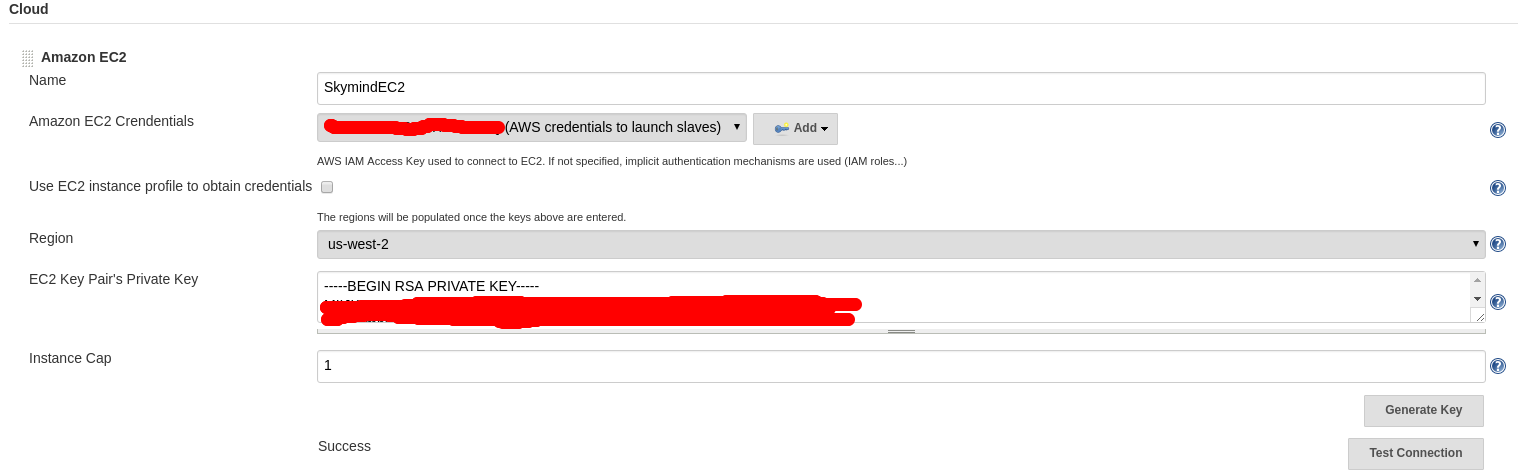 Cloud
Amazon EC2
Name
SkymindEC2
Amazon EC2 Crendentials
(AWS credentials to launch slaves)
Add
AWS IAM Access Key used to connect to EC2. If not specified, implicit authentication mechanisms are used (IAM roles...)
Use EC2 instance profile to obtain credentials
The regions will be populated once the keys above are entered.
Region
us-west-2
EC2 Key Pair's Private Key
-----BEGIN RSA PRIVATE KEY-----
Instance Cap
1
Generate Key
Success
Test Connection